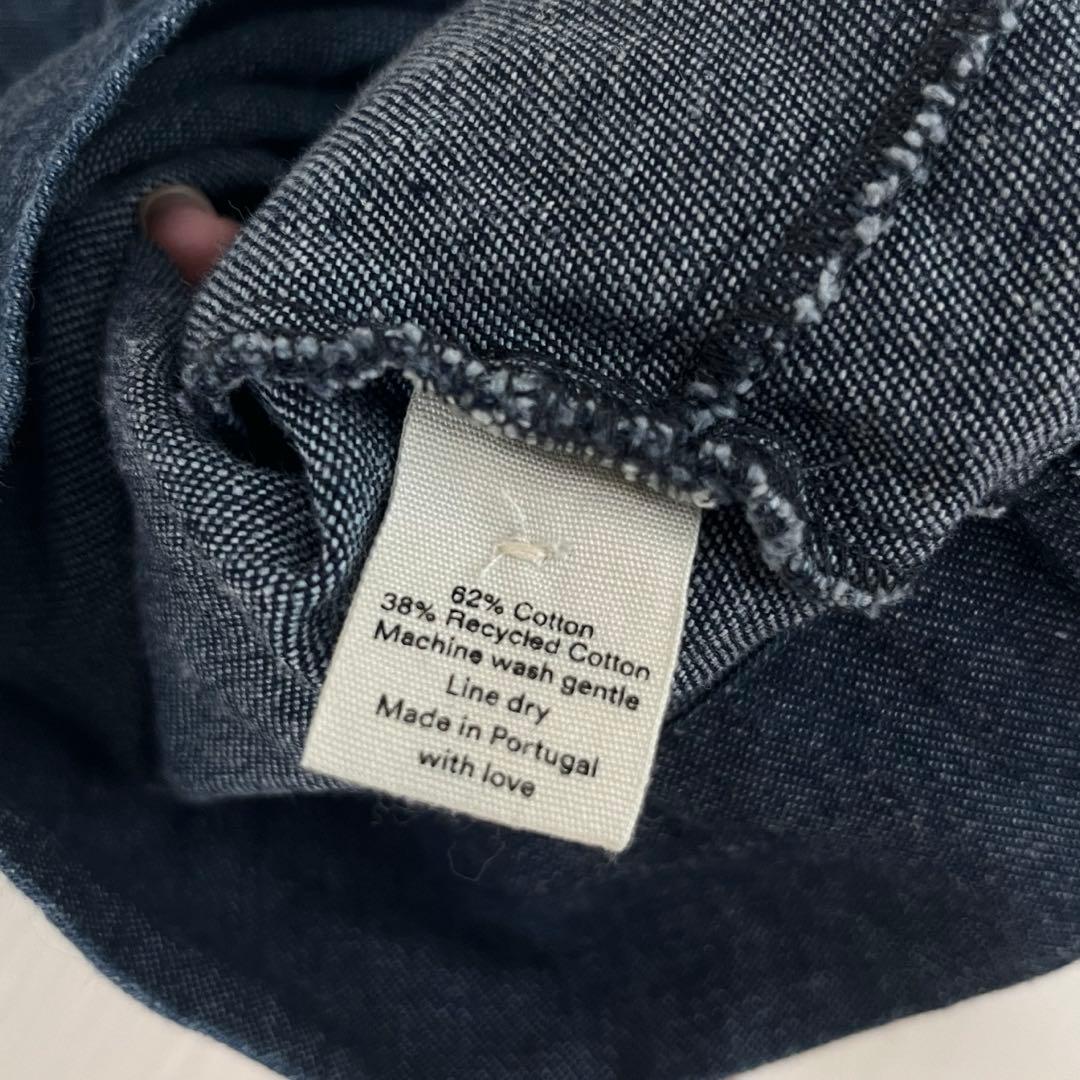 62% Cotton
38% Recycled Cotton
Machine wash gentle
Line dry
Made in Portugal
with love